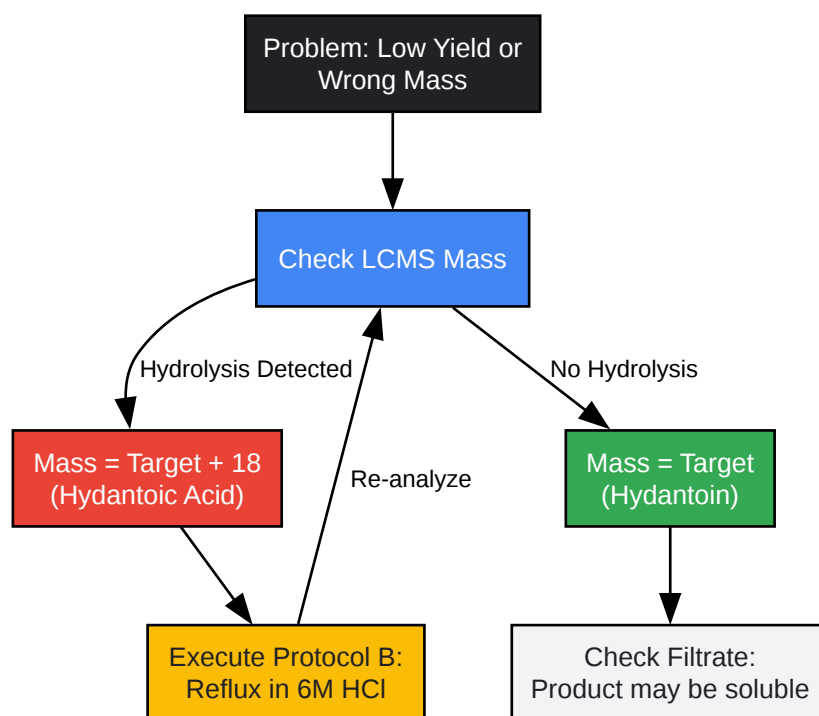 Problem: Low Yield or
Wrong Mass
Check LCMS Mass
Hydrolysis Detected
No Hydrolysis
Mass = Target + 18
(Hydantoic Acid)
Re-analyze
Mass = Target
(Hydantoin)
Execute Protocol B:
Reflux in 6M HCl
Check Filtrate:
Product may be soluble